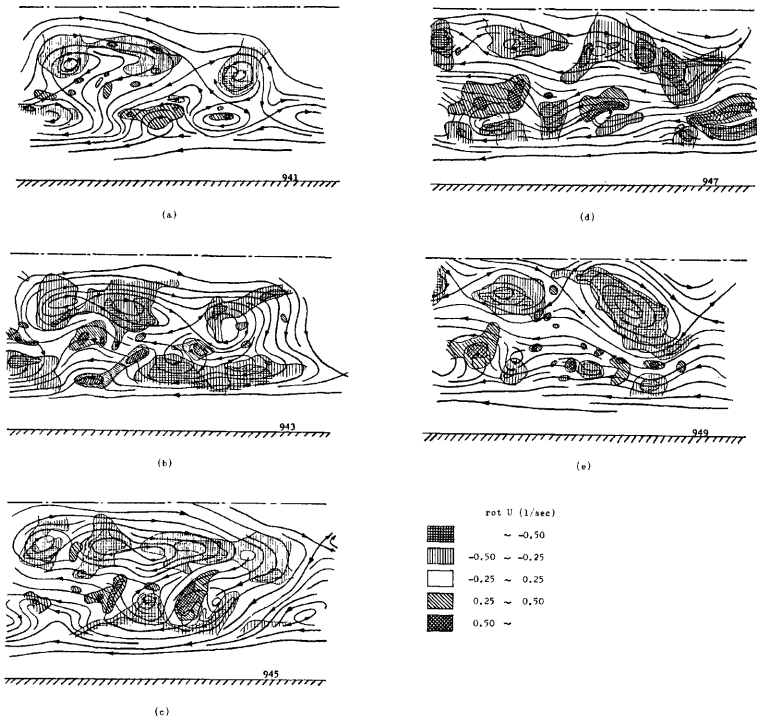 941
(a)
943
(b)
945
(c)
947
(d)
949
(e)
rot U (1/sec)
~ -0.50
-0.50 ~ -0.25
-0.25 ~ 0.25
0.25 ~ 0.50
0.50 ~